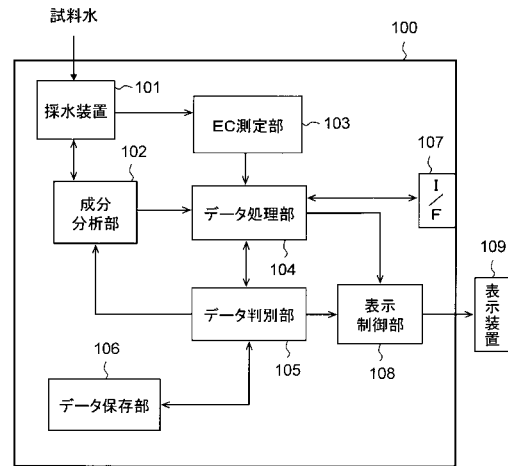 試料水
100
採水装置
101
EC測定部
103
102
107
成分
分析部
データ処理部
104
I
/
F
109
データ判別部
105
表示
制御部
108
表示装置
106
データ保存部